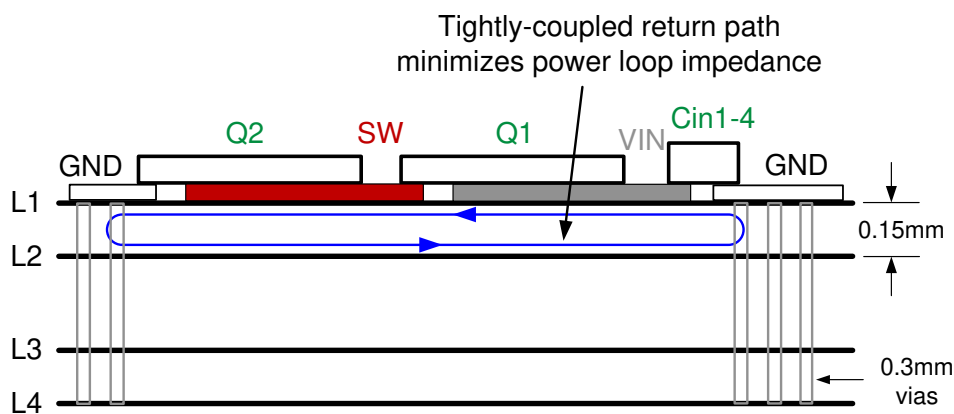 Tightly-coupled return path
minimizes power loop impedance
Cin1-4
Q2
SW
Q1
VIN
GND
GND
L1
0.15mm
L2
L3
0.3mm
vias
L4